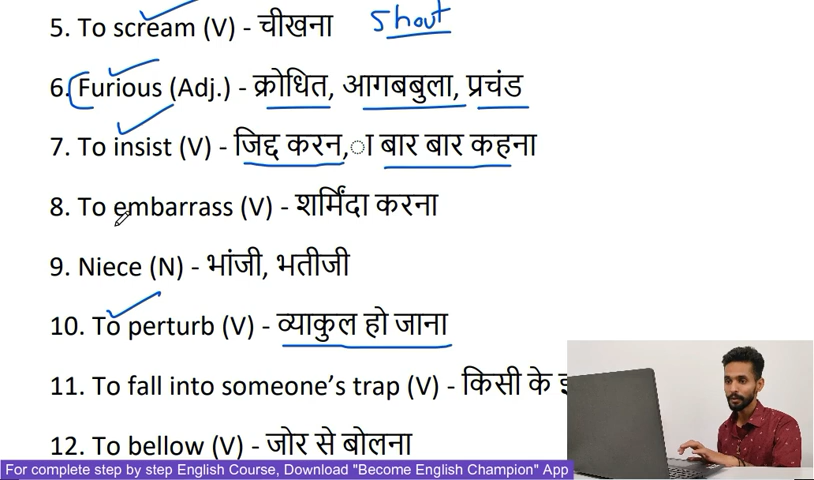 5. To scream (V) - चीखना Shout
6. Furious (Adj.) - क्रोधित, आगबबुला, प्रचंड
7. To insist (V) - जिद्द करन,ा बार बार कहना
8. To embarrass (V) - शर्मिंदा करना
9. Niece (N) - भांजी, भतीजी
10. To perturb (V) - व्याकुल हो जाना
11. To fall into someone's trap (V) - किसी के
12. To bellow (V) - जोर से बोलना
For complete step by step English Course, Download "Become English Champion" App